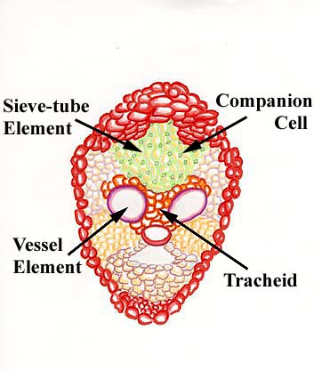 Sieve-tube
Element
Companion
Cell
Vessel
Element
Tracheid